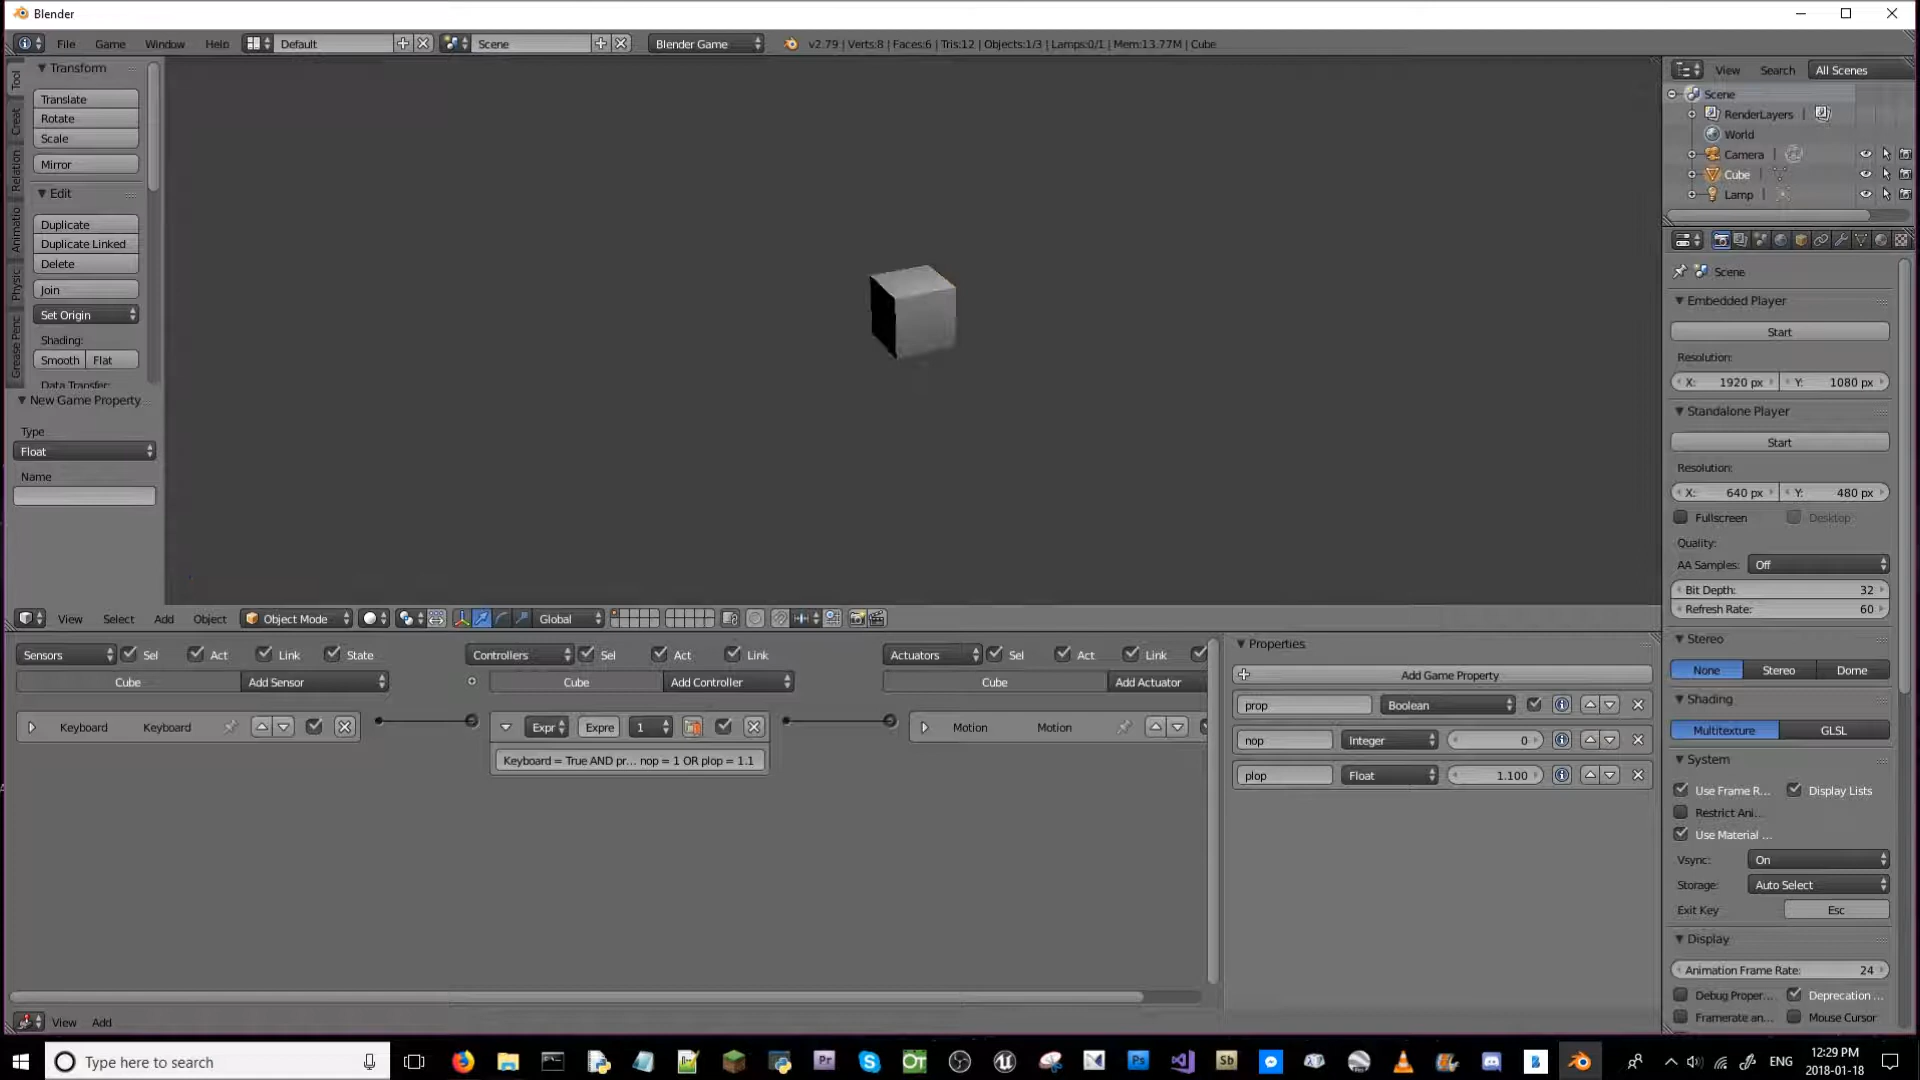 Blender
File Game Window Help Default Scene Blender Game v2.79 | Verts:8 | Faces:6 | Tris:12 | Objects:1/3 | Lamps:0/1 | Mem:13.77M | Cube
Tool
Creat
Relation
Animatio
Physic
Grease Penc
Transform
Translate
Rotate
Scale
Mirror
Edit
Duplicate
Duplicate Linked
Delete
Join
Set Origin
Shading:
Smooth Flat
Data Transfer:
New Game Property
Type
Float
Name
View Search All Scenes
Scene
RenderLayers |
World
Camera |
Cube |
Lamp |
Scene
Embedded Player
Start
Resolution:
X: 1920 px Y: 1080 px
Standalone Player
Start
Resolution:
X: 640 px Y: 480 px
Fullscreen Desktop
Quality:
AA Samples: Off
Bit Depth: 32
Refresh Rate: 60
Stereo
None Stereo Dome
Shading
Multitexture GLSL
System
Use Frame R... Display Lists
Restrict Ani...
Use Material ...
Vsync: On
Storage: Auto Select
Exit Key Esc
Display
Animation Frame Rate: 24
Debug Proper... Deprecation ...
Framerate an... Mouse Cursor
View Select Add Object Object Mode Global
Sensors Sel Act Link State Controllers Sel Act Link Actuators Sel Act Link
Cube Add Sensor Cube Add Controller Cube Add Actuator
Keyboard Keyboard Expr Expre 1 Motion Motion
Keyboard = True AND pr... nop = 1 OR plop = 1.1
Properties
Add Game Property
prop Boolean
nop Integer 0
plop Float 1.100
View Add
Type here to search ENG 12:29 PM
2018-01-18